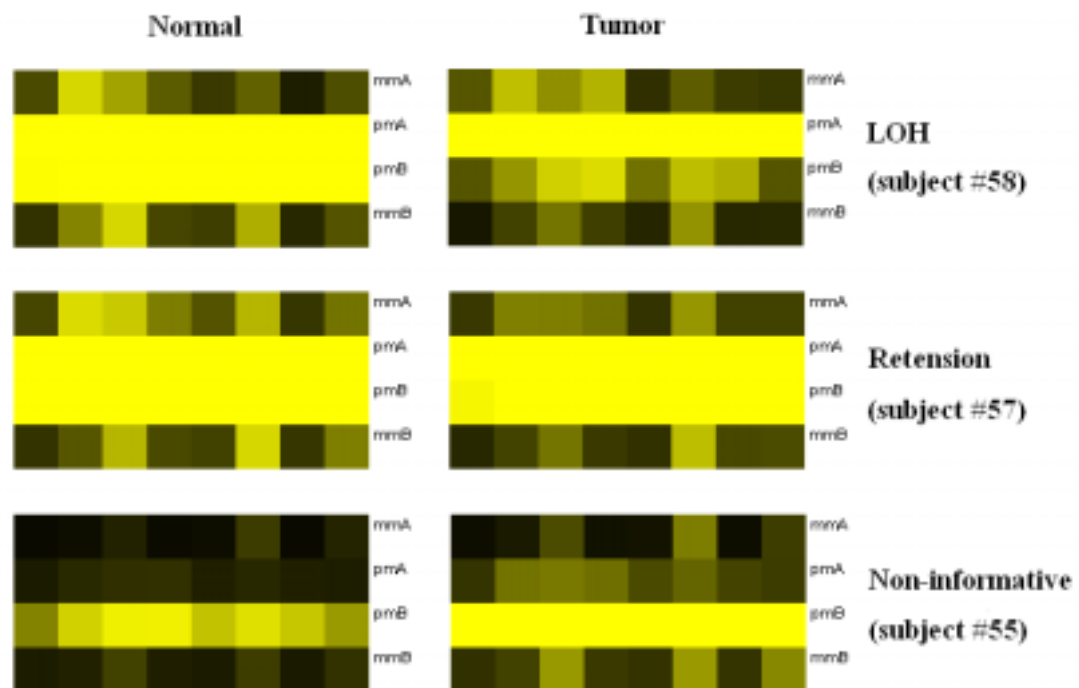 Normal
Tumor
mmA
pmA
pmB
mmB
mmA
pmA
pmB
mmB
LOH
(subject #58)
mmA
pmA
pmB
mmB
mmA
pmA
pmB
mmB
Retension
(subject #57)
mmA
pmA
pmB
mmB
mmA
pmA
pmB
mmB
Non-informative
(subject #55)